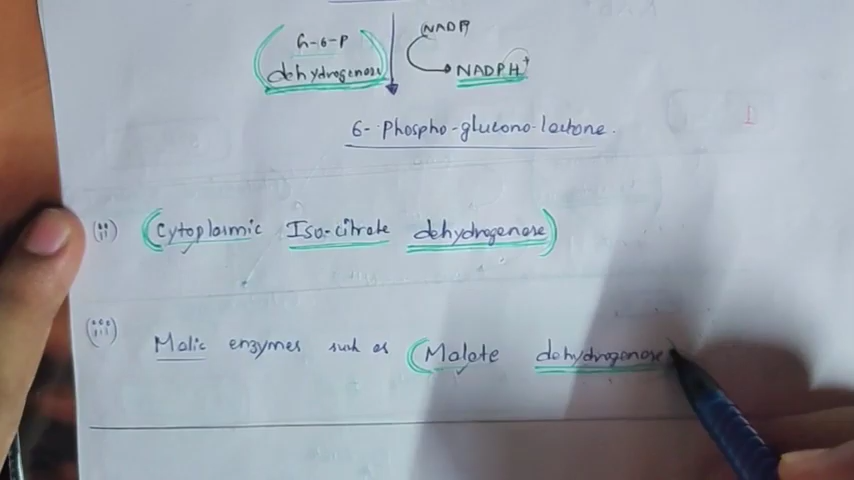 G-6-P
NADP
dehydrogenase
NADPH+
6-Phospho-glucono-lactone.
(ii) Cytoplasmic Iso-citrate dehydrogenase
(iii) Malic enzymes such as (Malate dehydrogenase